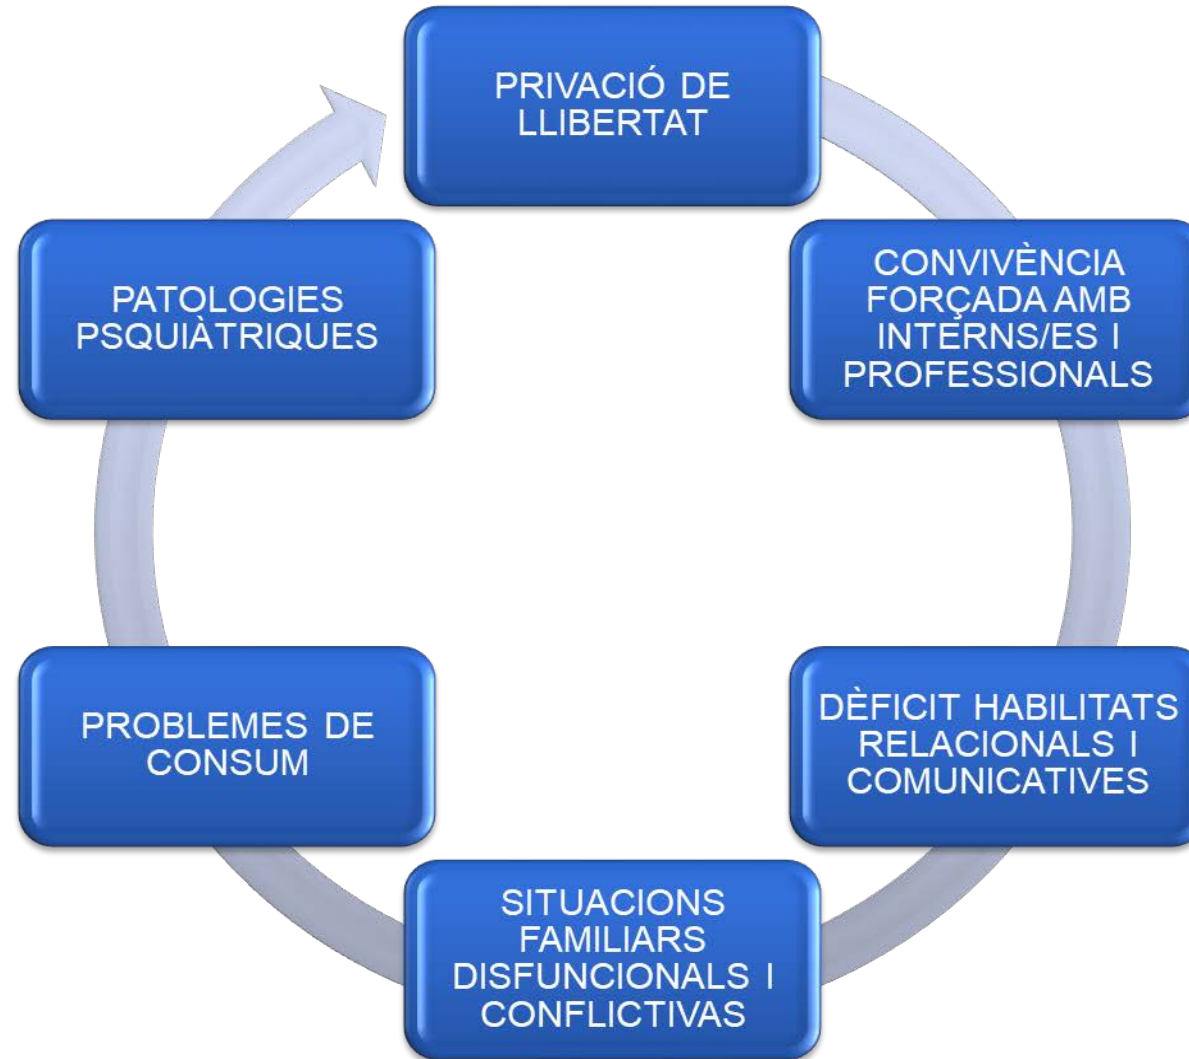 PRIVACIÓ DE
LLIBERTAT
CONVIVÈNCIA
FORÇADA AMB
INTERNS/ES I
PROFESSIONALS
DÈFICIT HABILITATS
RELACIONALS I
COMUNICATIVES
SITUACIONS
FAMILIARS
DISFUNCIONALS I
CONFLICTIVAS
PROBLEMES DE
CONSUM
PATOLOGIES
PSQUIÀTRIQUES